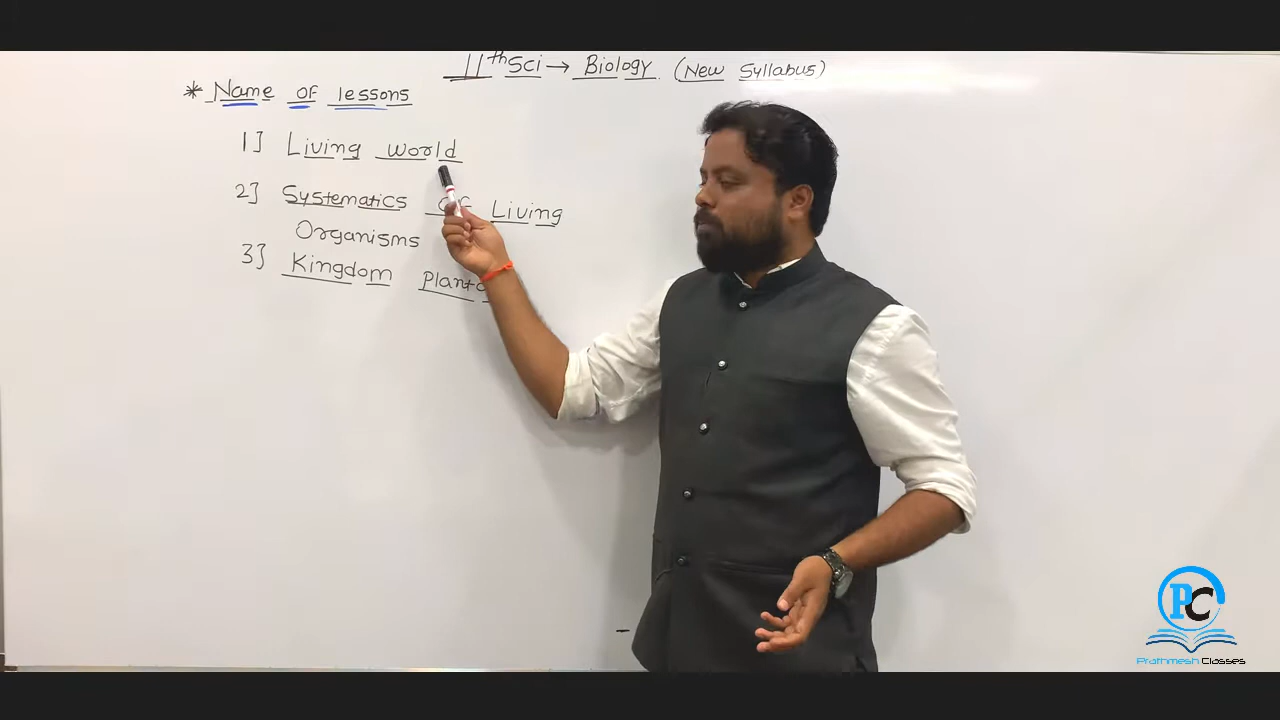 11th Sci → Biology (New Syllabus)
* Name of lessons
1] Living world
2] Systematics of Living
Organisms
3] Kingdom
PC
Prathmesh Classes